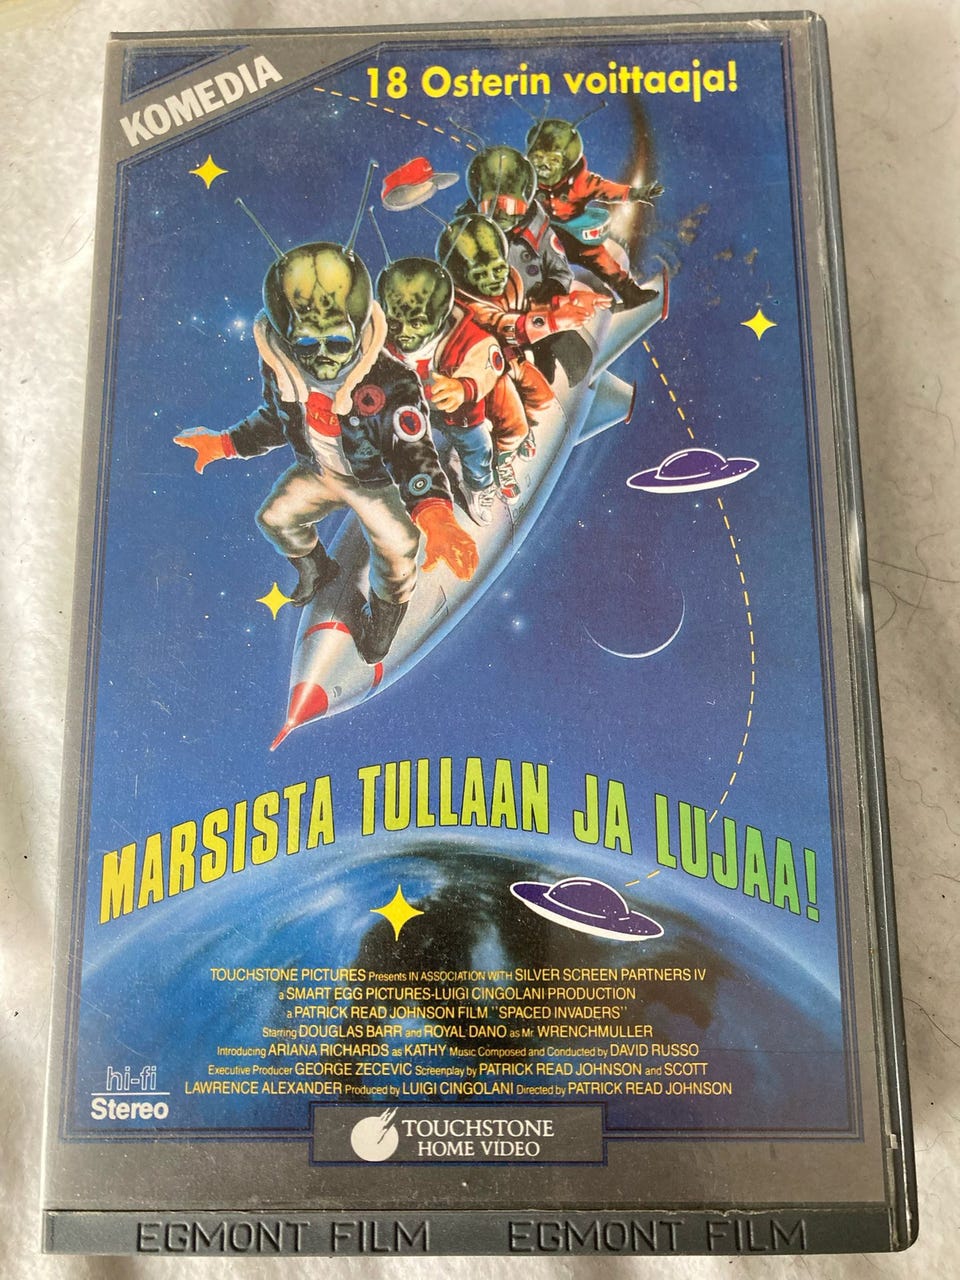 KOMEDIA
18 Osterin voittaaja!
MARSISTA TULLAAN JA LUJAA!
TOUCHSTONE PICTURES Presents IN ASSOCIATION WITH SILVER SCREEN PARTNERS IV
a SMART EGG PICTURES-LUIGI CINGOLANI PRODUCTION
a PATRICK READ JOHNSON FILM "SPACED INVADERS"
Starring DOUGLAS BARR and ROYAL DANO as Mr WRENCHMULLER
Introducing ARIANA RICHARDS as KATHY Music Composed and Conducted by DAVID RUSSO
Executive Producer GEORGE ZECEVIC Screenplay by PATRICK READ JOHNSON and SCOTT
LAWRENCE ALEXANDER Produced by LUIGI CINGOLANI Directed by PATRICK READ JOHNSON
hi-fi
Stereo
TOUCHSTONE
HOME VIDEO
EGMONT FILM EGMONT FILM